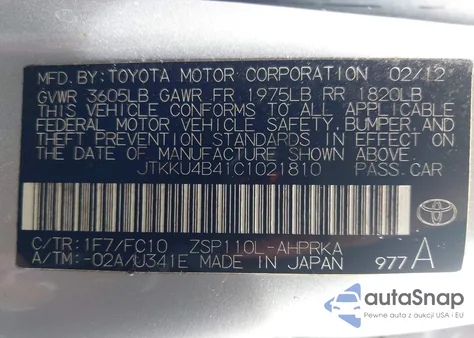 MFD.BY:TOYOTA MOTOR CORPORATION 02/12
GVWR 3605LB GAWR FR 1975LB RR 1820LB
THIS VEHICLE CONFORMS TO ALL APPLICABLE
FEDERAL MOTOR VEHICLE SAFETY,BUMPER,AND
THEFT PREVENTION STANDARDS IN EFFECT ON
THE DATE OF MANUFACTURE SHOWN ABOVE.
JTKKU4B41C1021810 PASS.CAR
C/TR:1F7/FC10 ZSP110L-AHPRKA
A/TM:-02A/U341E MADE IN JAPAN 977A
TOYOTA
autoSnap
Pewne auta z aukcji USA i EU